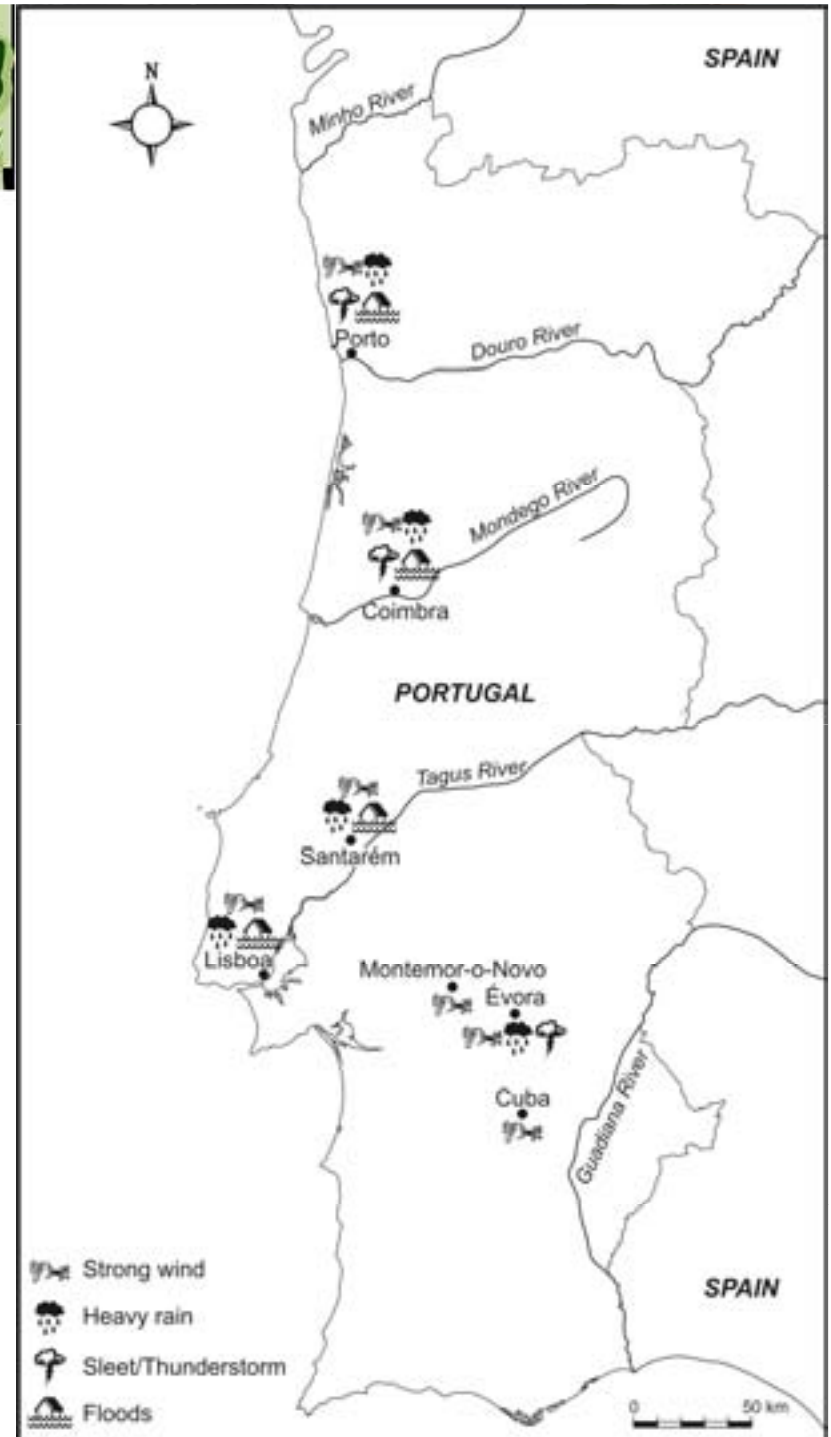 SPAIN
N
Minho River
Porto
Douro River
Mondego River
Coimbra
PORTUGAL
Tagus River
Santarém
Lisboa
Montemor-o-Novo
Évora
Guadiana River
Cuba
Strong wind
Heavy rain
SPAIN
Sleet/Thunderstorm
Floods
0 50 km